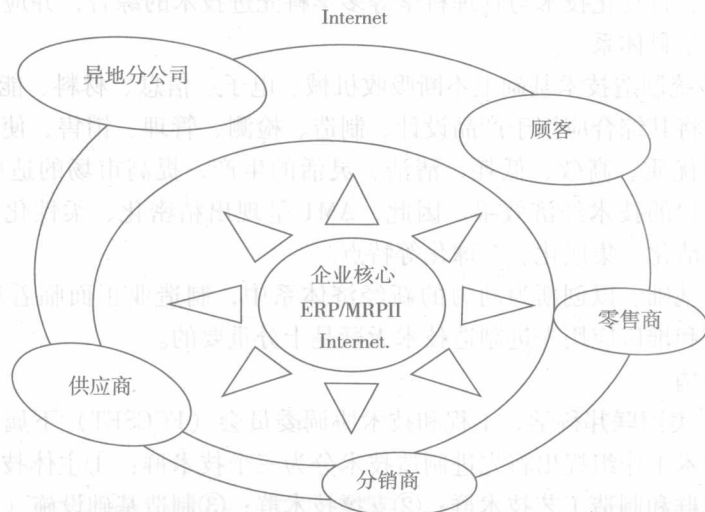 Internet
异地分公司
顾客
企业核心
ERP/MRPII
Internet.
零售商
供应商
分销商